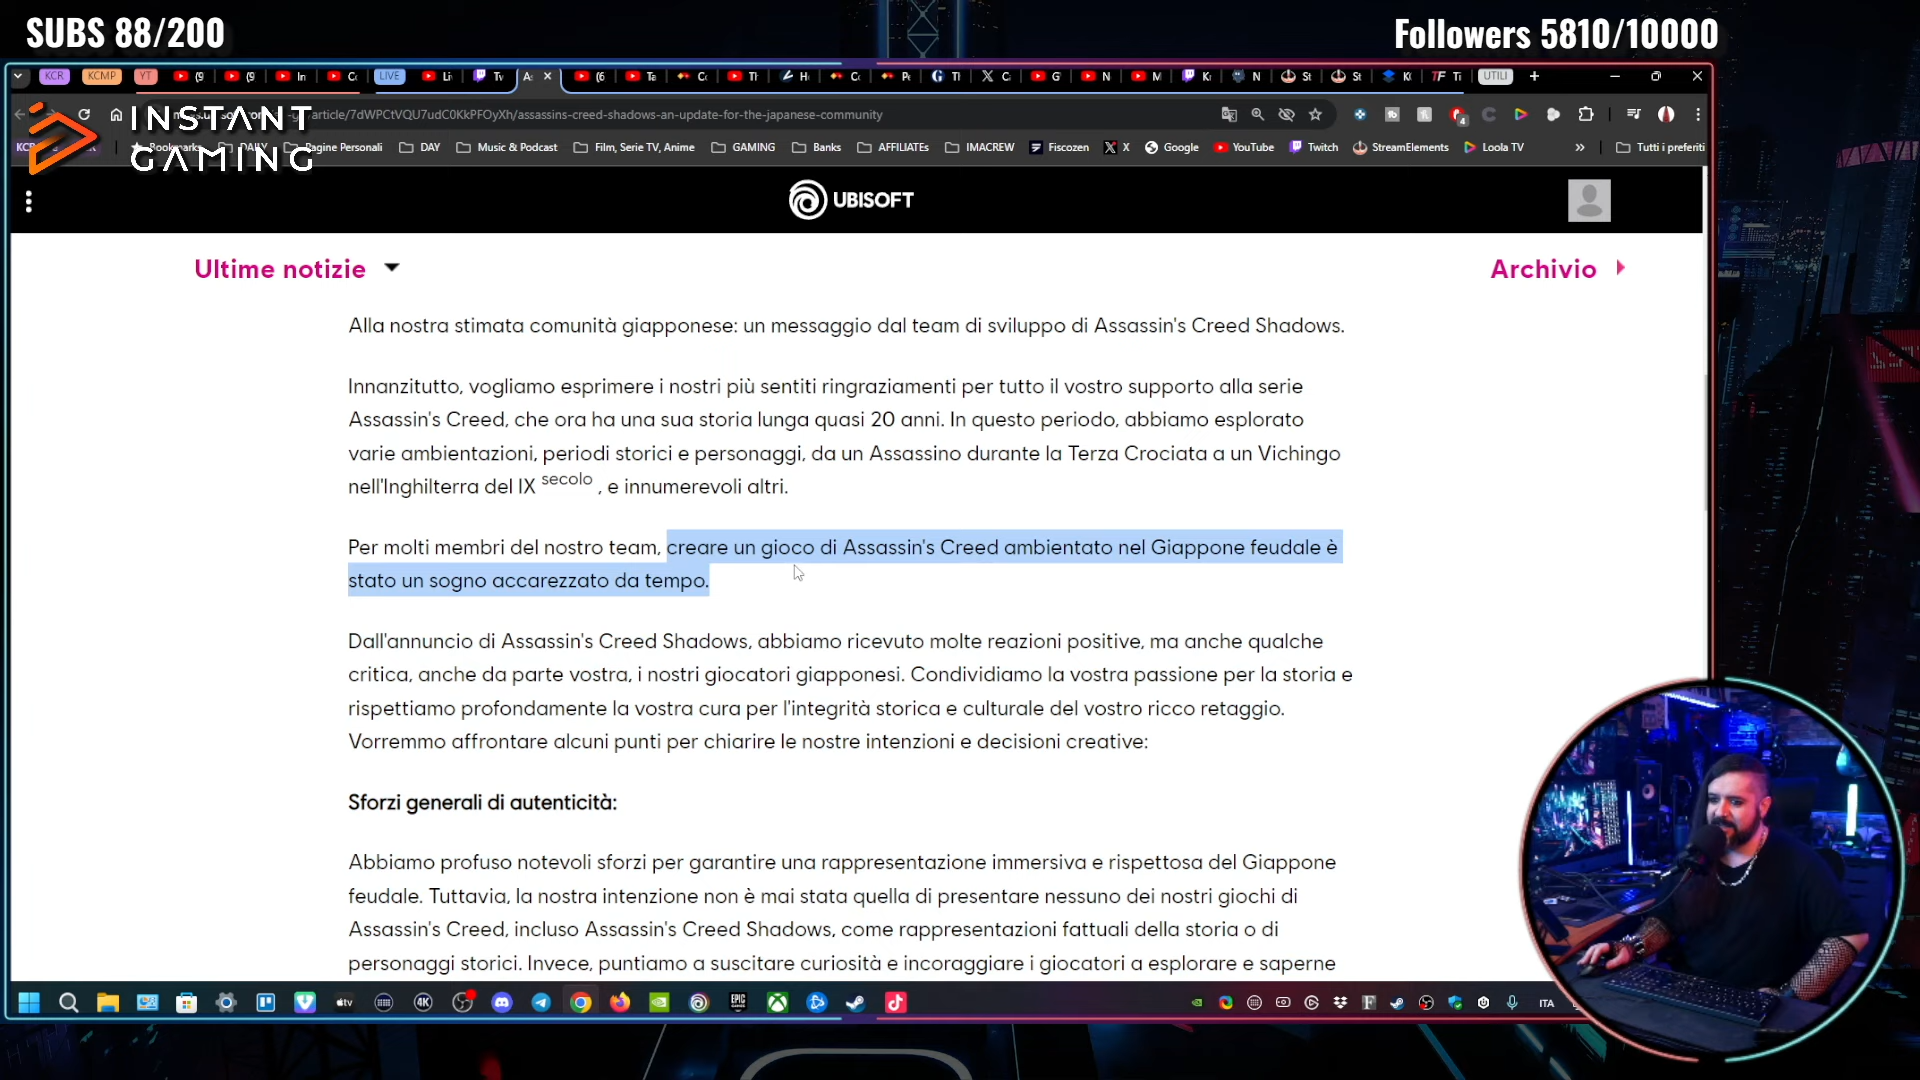 SUBS 88/200
Followers 5810/10000
KCR
KCMP
YT
LIVE
UTILI
article/7dWPCtVQU7udC0KkPFOyXh/assassins-creed-shadows-an-update-for-the-japanese-community
INSTANT
GAMING
Bookmarks
DAILY
Pagine Personali
DAY
Music & Podcast
Film, Serie TV, Anime
GAMING
Banks
AFFILIATEs
IMACREW
Fiscozen
X
Google
YouTube
Twitch
StreamElements
Loola TV
»
Tutti i preferiti
UBISOFT
Ultime notizie
Archivio
Alla nostra stimata comunità giapponese: un messaggio dal team di sviluppo di Assassin's Creed Shadows.
Innanzitutto, vogliamo esprimere i nostri più sentiti ringraziamenti per tutto il vostro supporto alla serie
Assassin's Creed, che ora ha una sua storia lunga quasi 20 anni. In questo periodo, abbiamo esplorato
varie ambientazioni, periodi storici e personaggi, da un Assassino durante la Terza Crociata a un Vichingo
nell'Inghilterra del IX secolo , e innumerevoli altri.
Per molti membri del nostro team, creare un gioco di Assassin's Creed ambientato nel Giappone feudale è
stato un sogno accarezzato da tempo.
Dall'annuncio di Assassin's Creed Shadows, abbiamo ricevuto molte reazioni positive, ma anche qualche
critica, anche da parte vostra, i nostri giocatori giapponesi. Condividiamo la vostra passione per la storia e
rispettiamo profondamente la vostra cura per l'integrità storica e culturale del vostro ricco retaggio.
Vorremmo affrontare alcuni punti per chiarire le nostre intenzioni e decisioni creative:
Sforzi generali di autenticità:
Abbiamo profuso notevoli sforzi per garantire una rappresentazione immersiva e rispettosa del Giappone
feudale. Tuttavia, la nostra intenzione non è mai stata quella di presentare nessuno dei nostri giochi di
Assassin's Creed, incluso Assassin's Creed Shadows, come rappresentazioni fattuali della storia o di
personaggi storici. Invece, puntiamo a suscitare curiosità e incoraggiare i giocatori a esplorare e saperne
tv
4K
EPIC
ITA